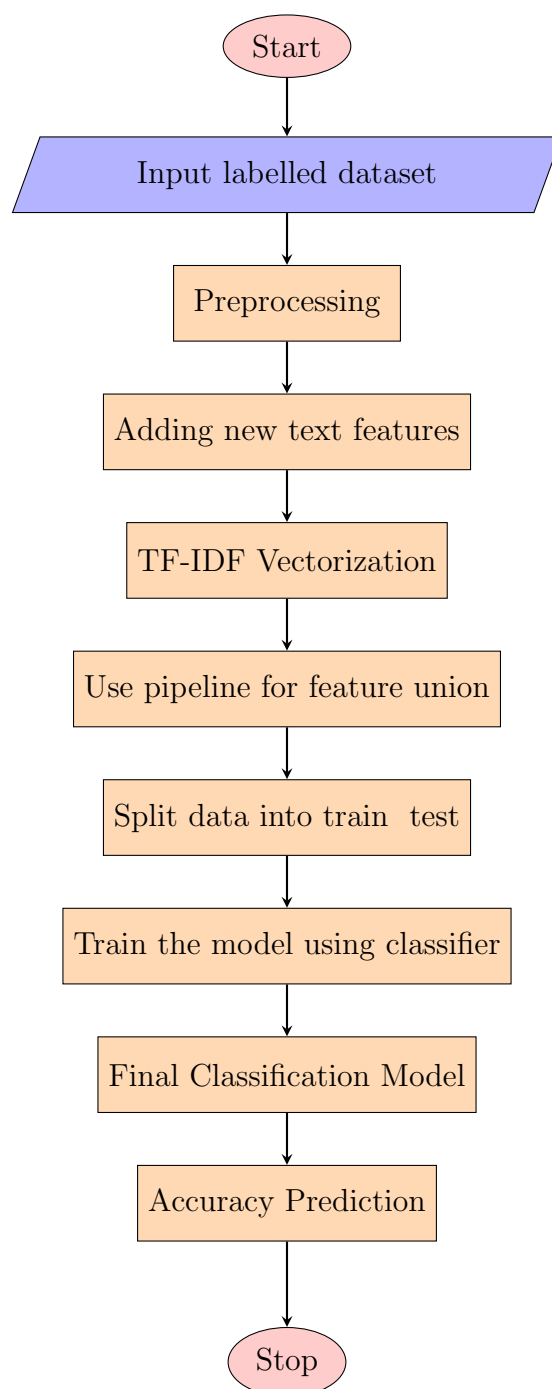 Start
Input labelled dataset
Preprocessing
Adding new text features
TF-IDF Vectorization
Use pipeline for feature union
Split data into train  test
Train the model using classifier
Final Classification Model
Accuracy Prediction
Stop